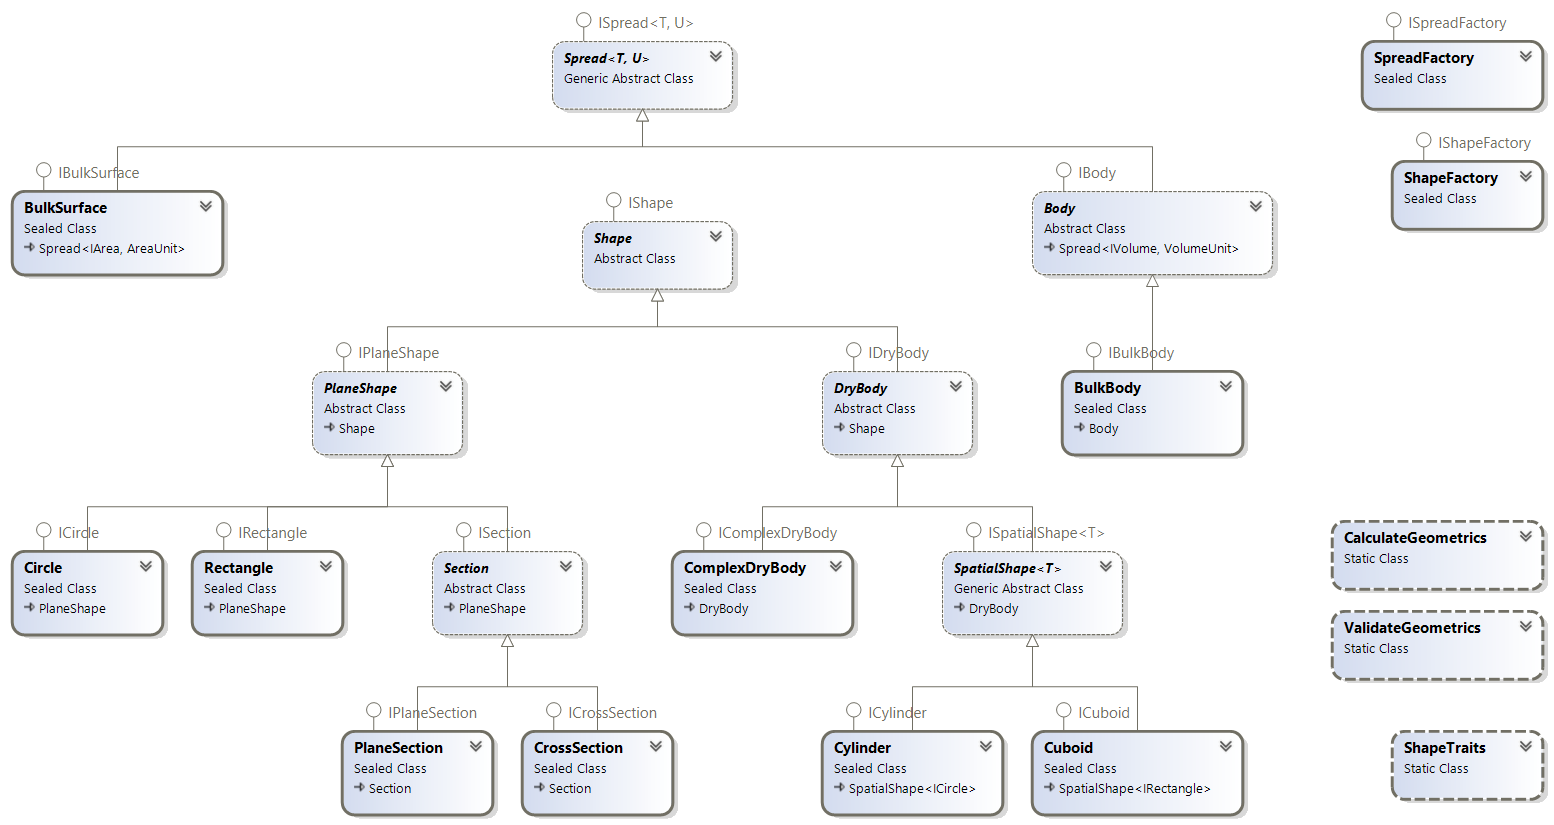 ISpread<T, U>
Spread<T, U>
Generic Abstract Class
ISpreadFactory
SpreadFactory
Sealed Class
IShapeFactory
ShapeFactory
Sealed Class
IBulkSurface
BulkSurface
Sealed Class
Spread<IArea, AreaUnit>
IShape
Shape
Abstract Class
IBody
Body
Abstract Class
Spread<IVolume, VolumeUnit>
IPlaneShape
PlaneShape
Abstract Class
Shape
IDryBody
DryBody
Abstract Class
Shape
IBulkBody
BulkBody
Sealed Class
Body
ICircle
Circle
Sealed Class
PlaneShape
IRectangle
Rectangle
Sealed Class
PlaneShape
ISection
Section
Abstract Class
PlaneShape
IComplexDryBody
ComplexDryBody
Sealed Class
DryBody
ISpatialShape<T>
SpatialShape<T>
Generic Abstract Class
DryBody
CalculateGeometrics
Static Class
ValidateGeometrics
Static Class
IPlaneSection
PlaneSection
Sealed Class
Section
ICrossSection
CrossSection
Sealed Class
Section
ICylinder
Cylinder
Sealed Class
SpatialShape<ICircle>
ICuboid
Cuboid
Sealed Class
SpatialShape<IRectangle>
ShapeTraits
Static Class